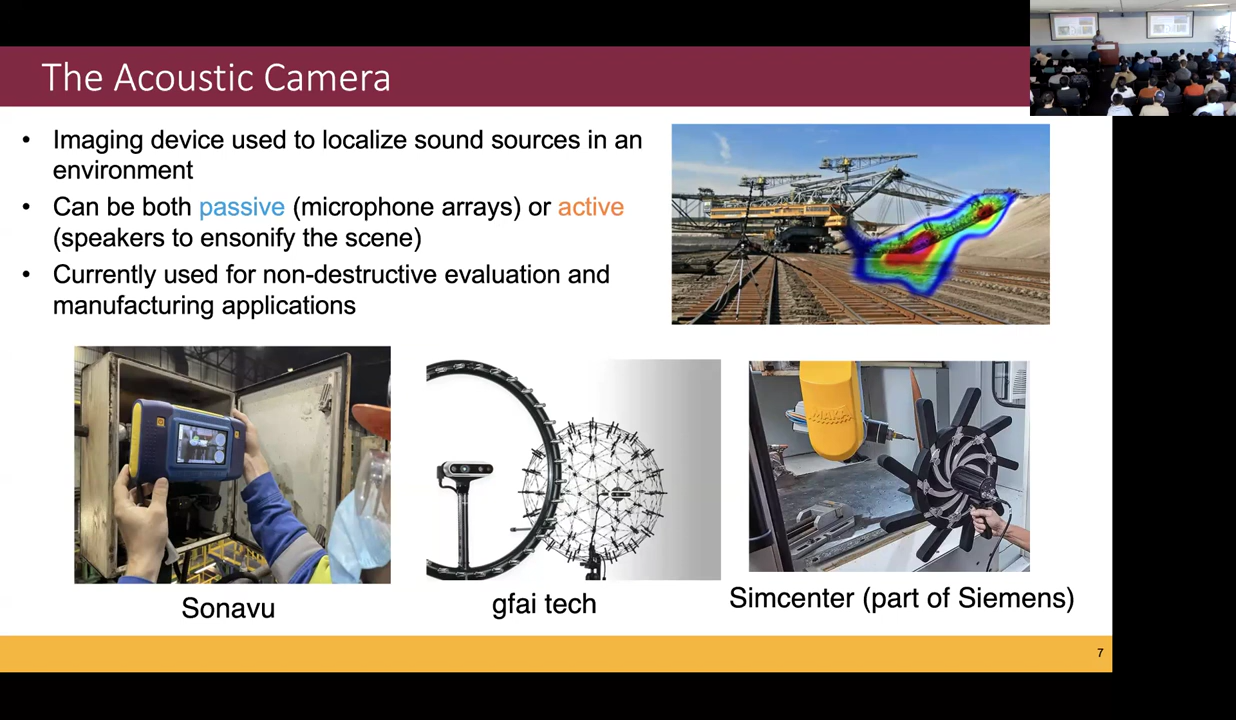 The Acoustic Camera
• Imaging device used to localize sound sources in an
environment
• Can be both passive (microphone arrays) or active
(speakers to ensonify the scene)
• Currently used for non-destructive evaluation and
manufacturing applications
MAKA
Sonavu
gfai tech
Simcenter (part of Siemens)
7